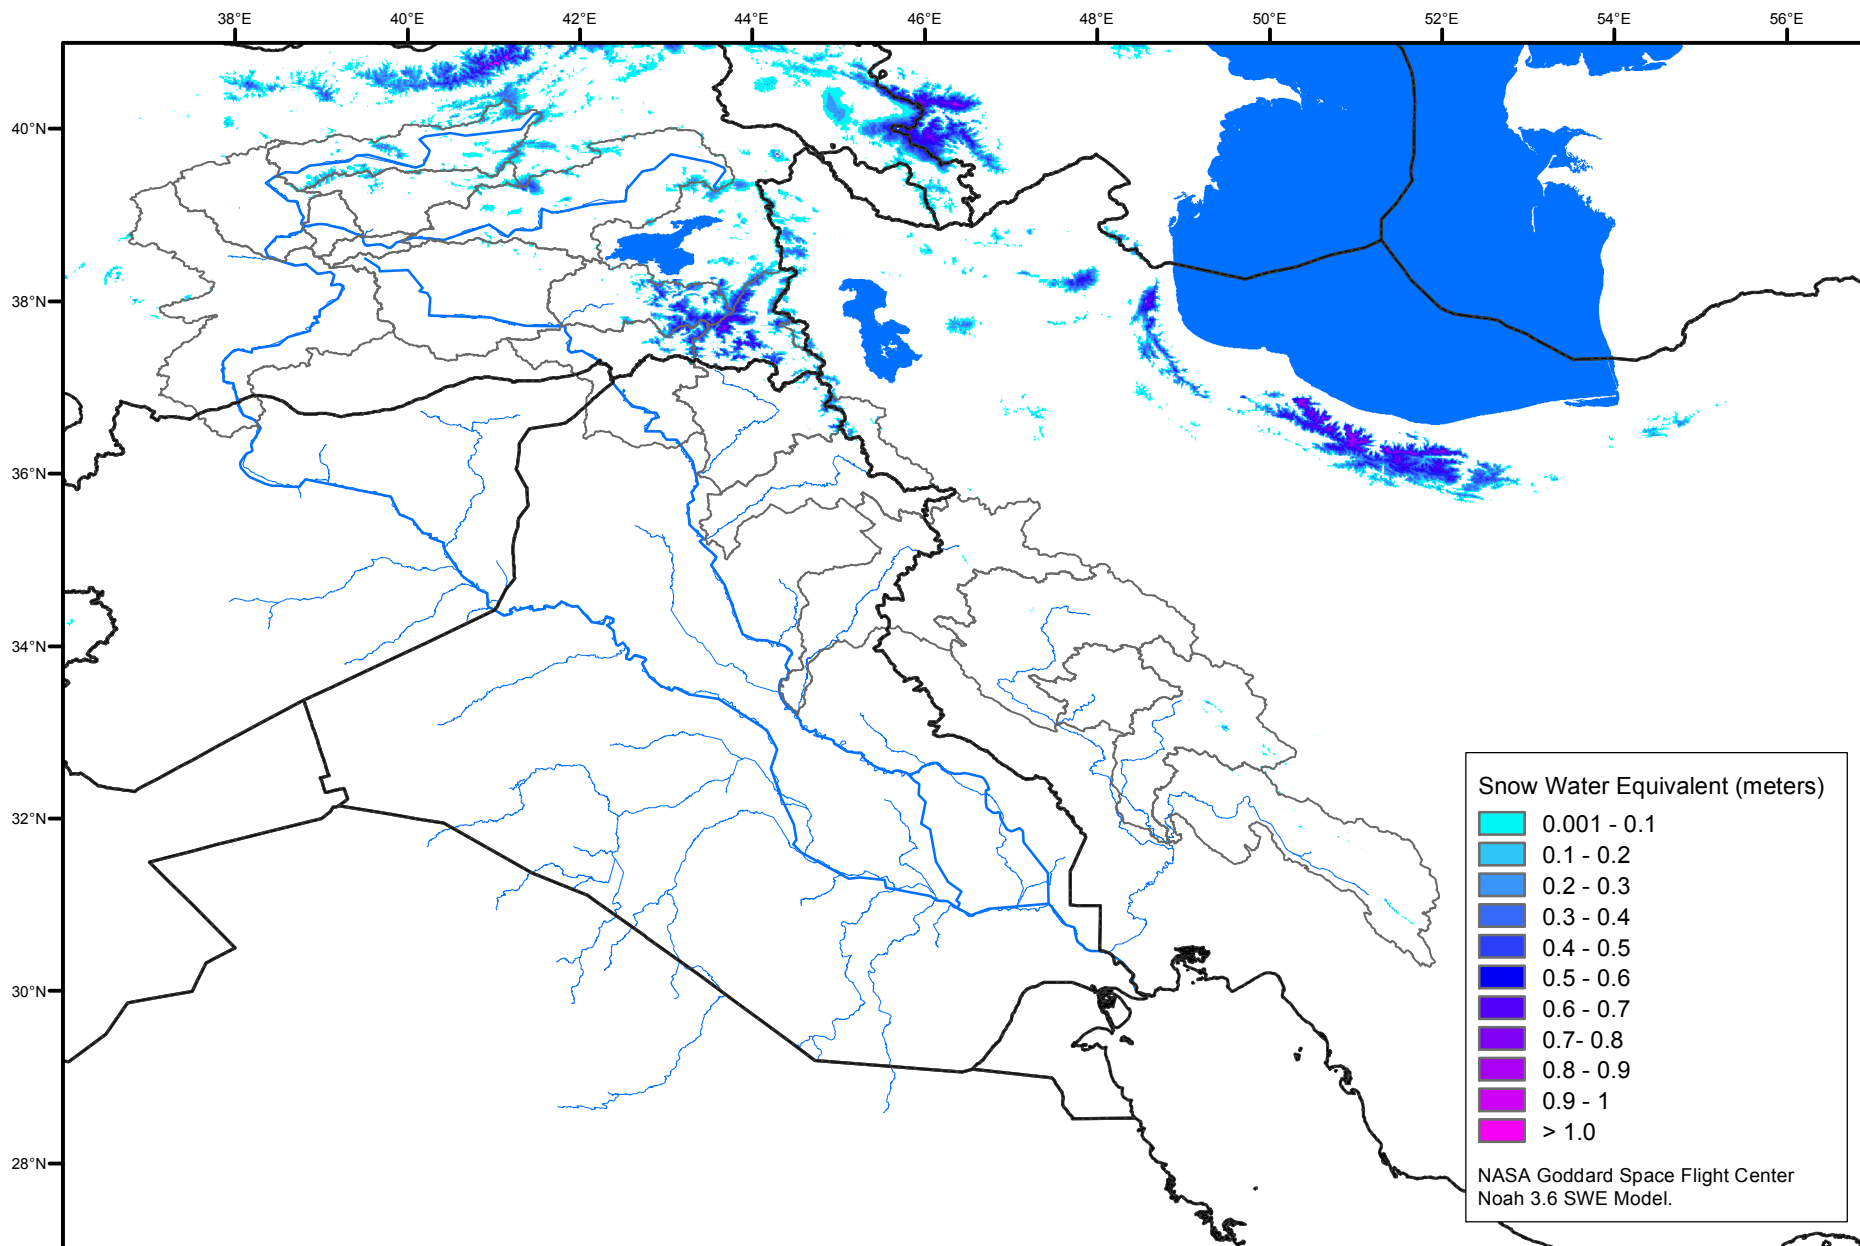 38°E 40°E 42°E 44°E 46°E 48°E 50°E 52°E 54°E 56°E
40°N
38°N
36°N
34°N
32°N
30°N
28°N
Snow Water Equivalent (meters)
0.001 - 0.1
0.1 - 0.2
0.2 - 0.3
0.3 - 0.4
0.4 - 0.5
0.5 - 0.6
0.6 - 0.7
0.7- 0.8
0.8 - 0.9
0.9 - 1
> 1.0
NASA Goddard Space Flight Center
Noah 3.6 SWE Model.